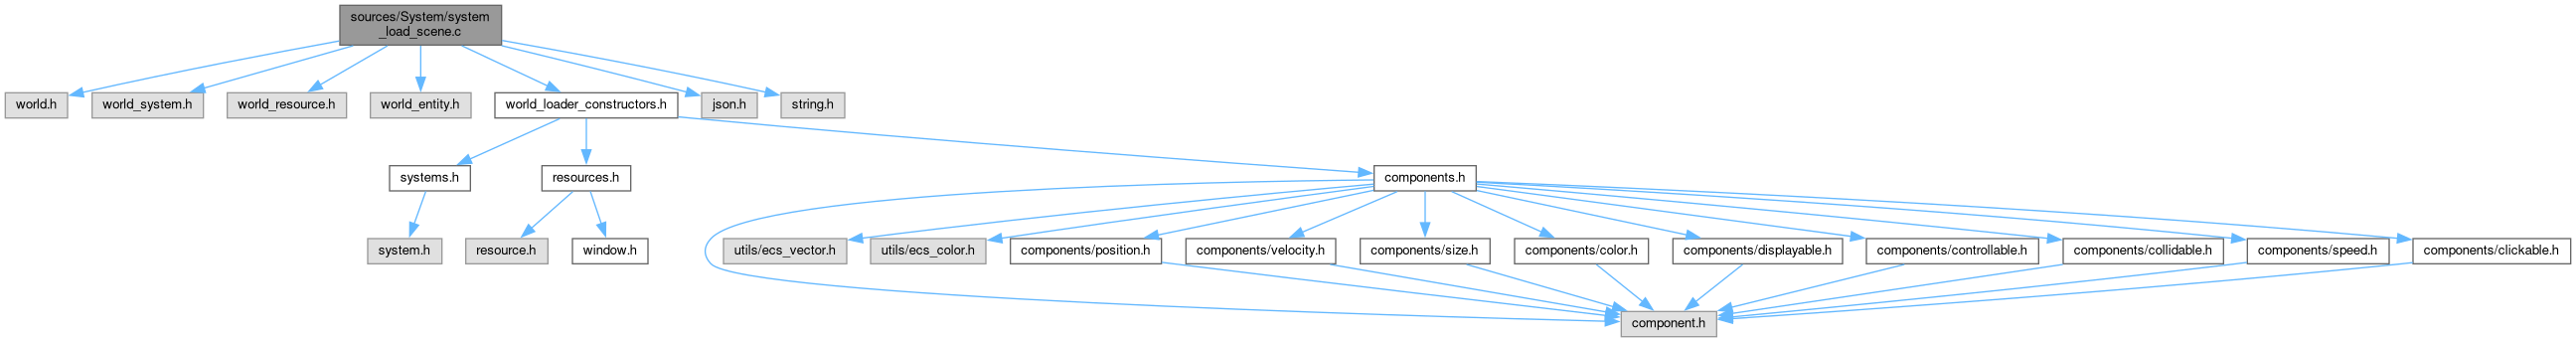 sources/System/system
_load_scene.c
world.h
world_system.h
world_resource.h
world_entity.h
world_loader_constructors.h
json.h
string.h
systems.h
resources.h
components.h
system.h
resource.h
window.h
utils/ecs_vector.h
utils/ecs_color.h
components/position.h
components/velocity.h
components/size.h
components/color.h
components/displayable.h
components/controllable.h
components/collidable.h
components/speed.h
components/clickable.h
component.h